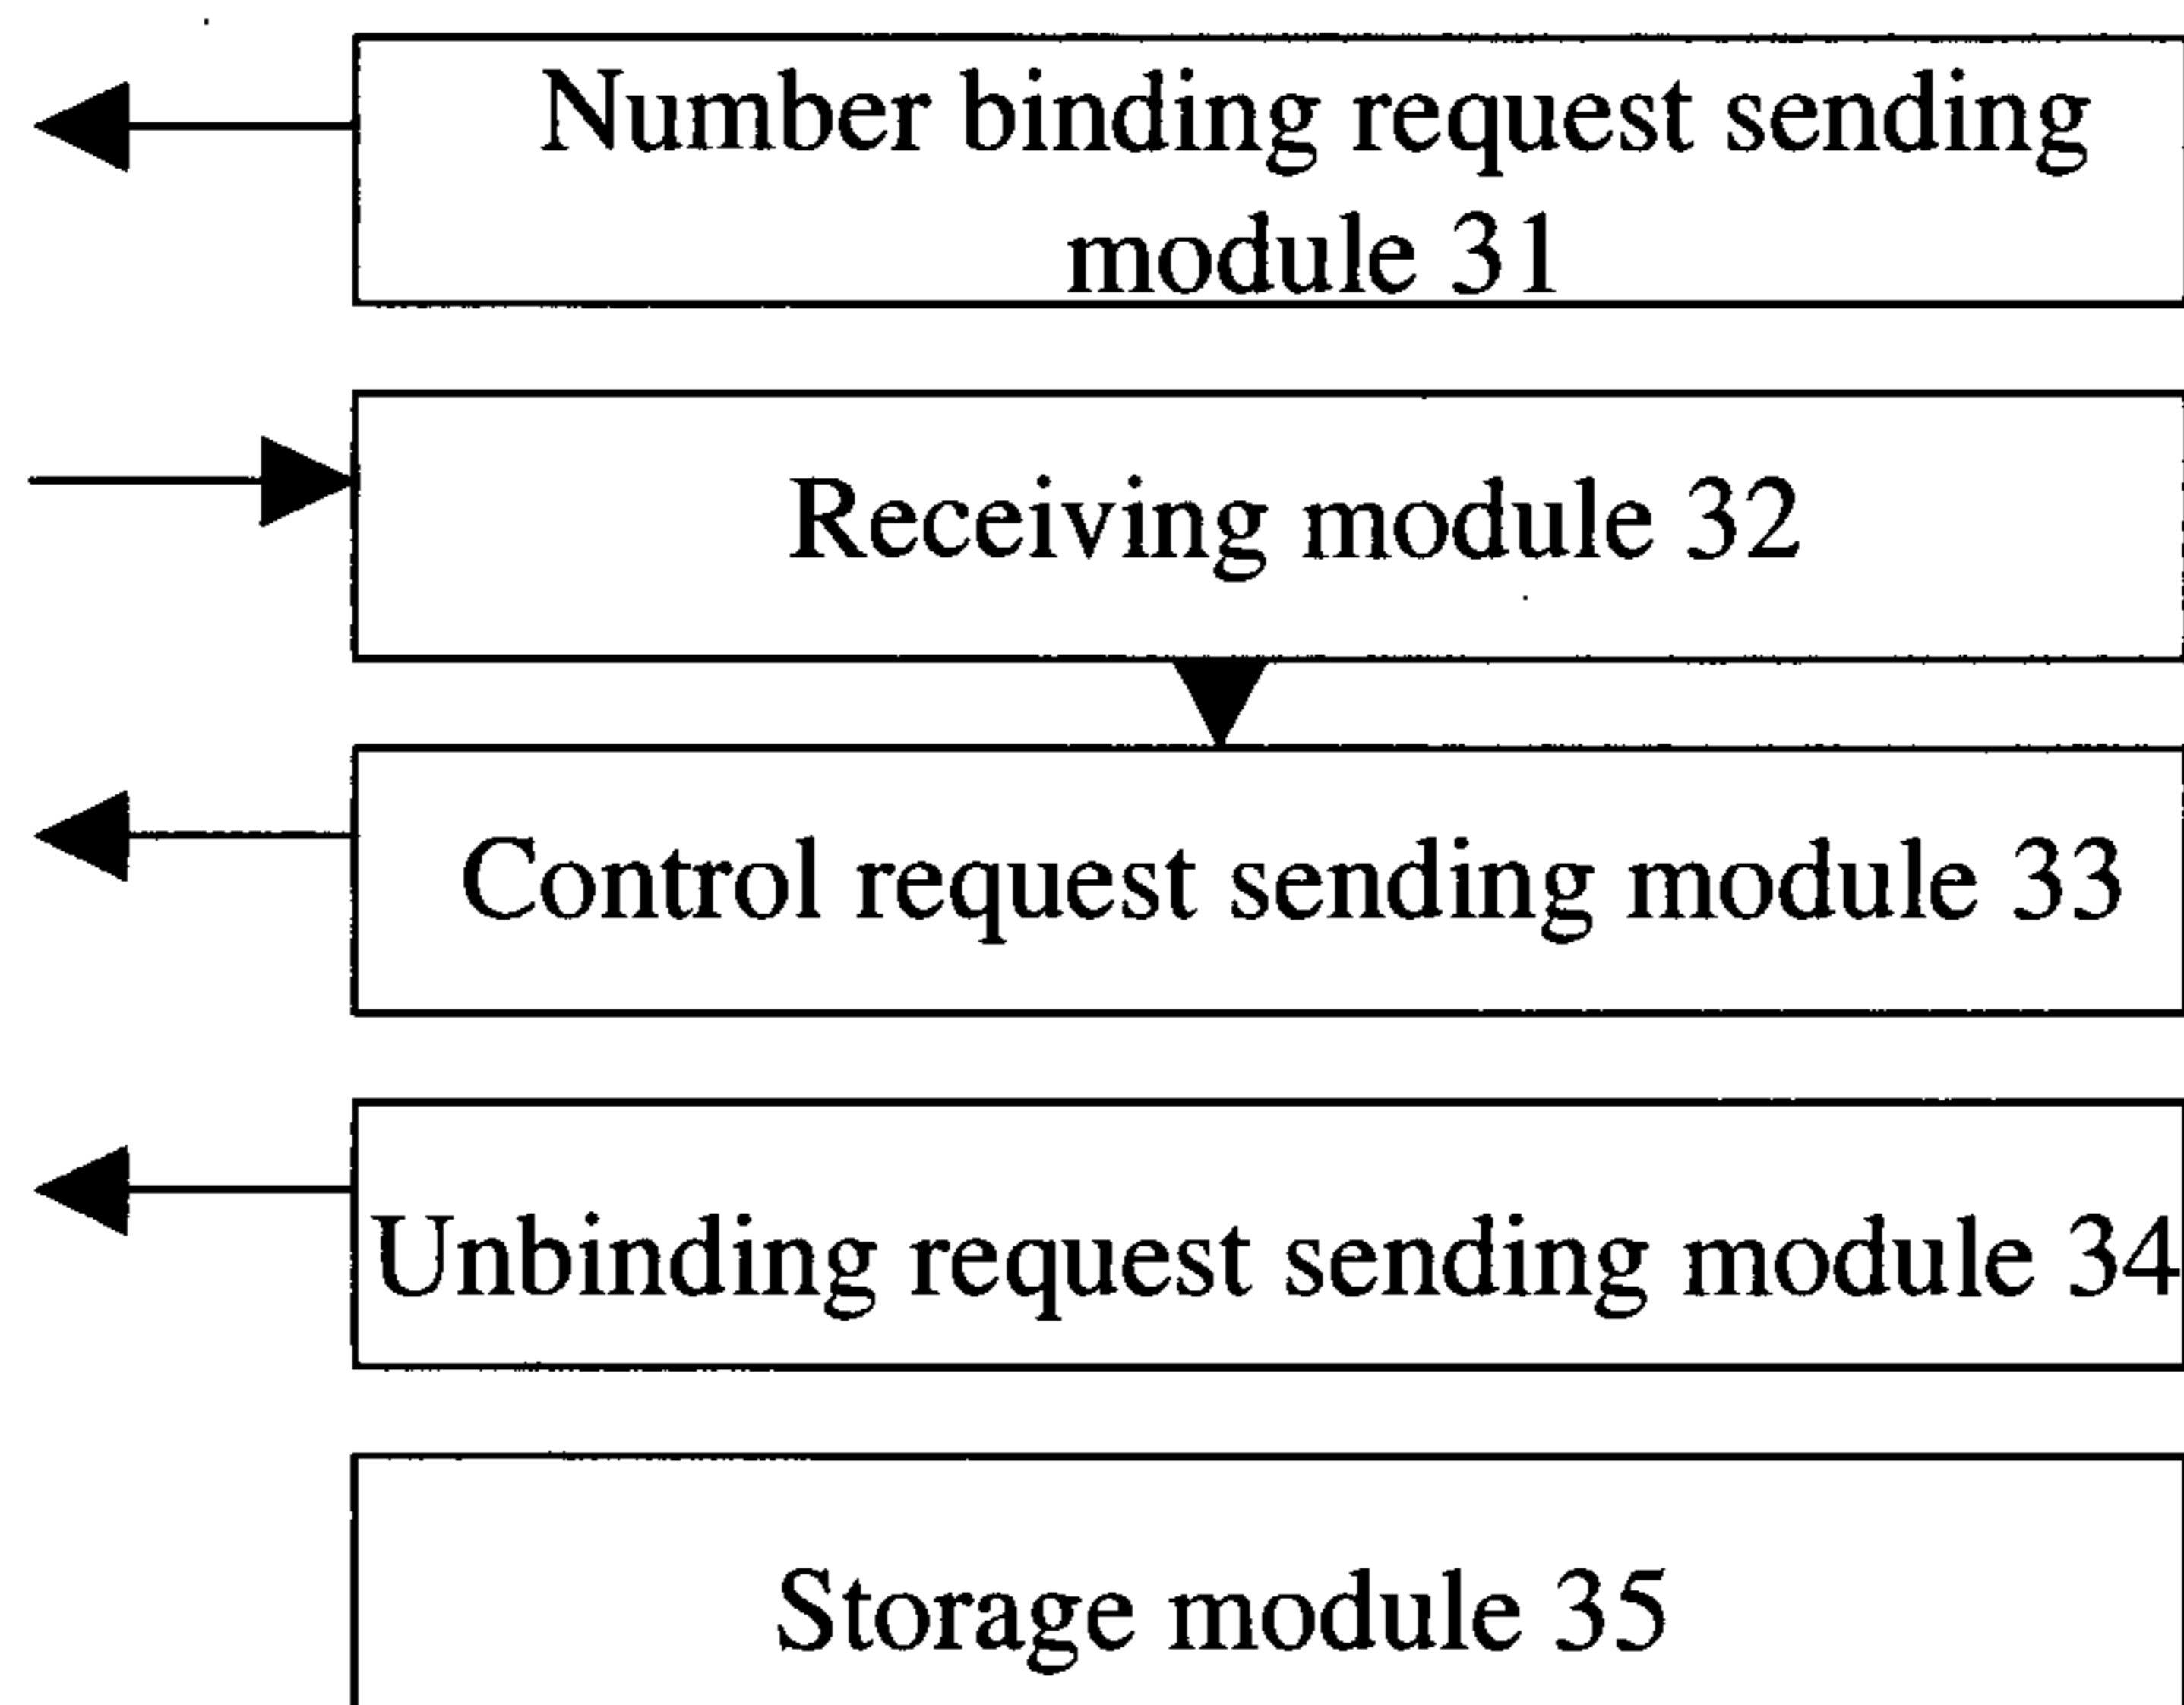 Number binding request sending
module 31
Receiving module 32
Control request sending module 33
Unbinding request sending module 34
Storage module 35